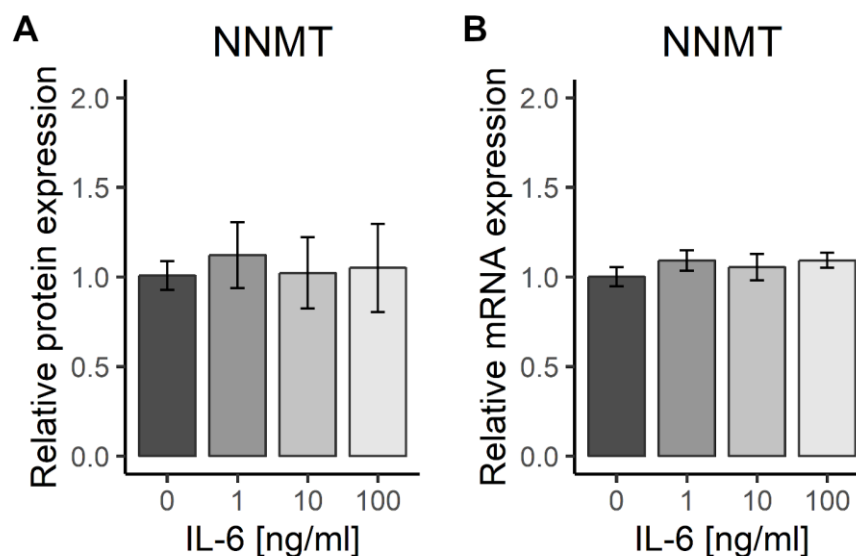 A
NNMT
Relative protein expression
2.0
1.5
1.0
0.5
0.0
0 1 10 100
IL-6 [ng/ml]
B
NNMT
Relative mRNA expression
2.0
1.5
1.0
0.5
0.0
0 1 10 100
IL-6 [ng/ml]